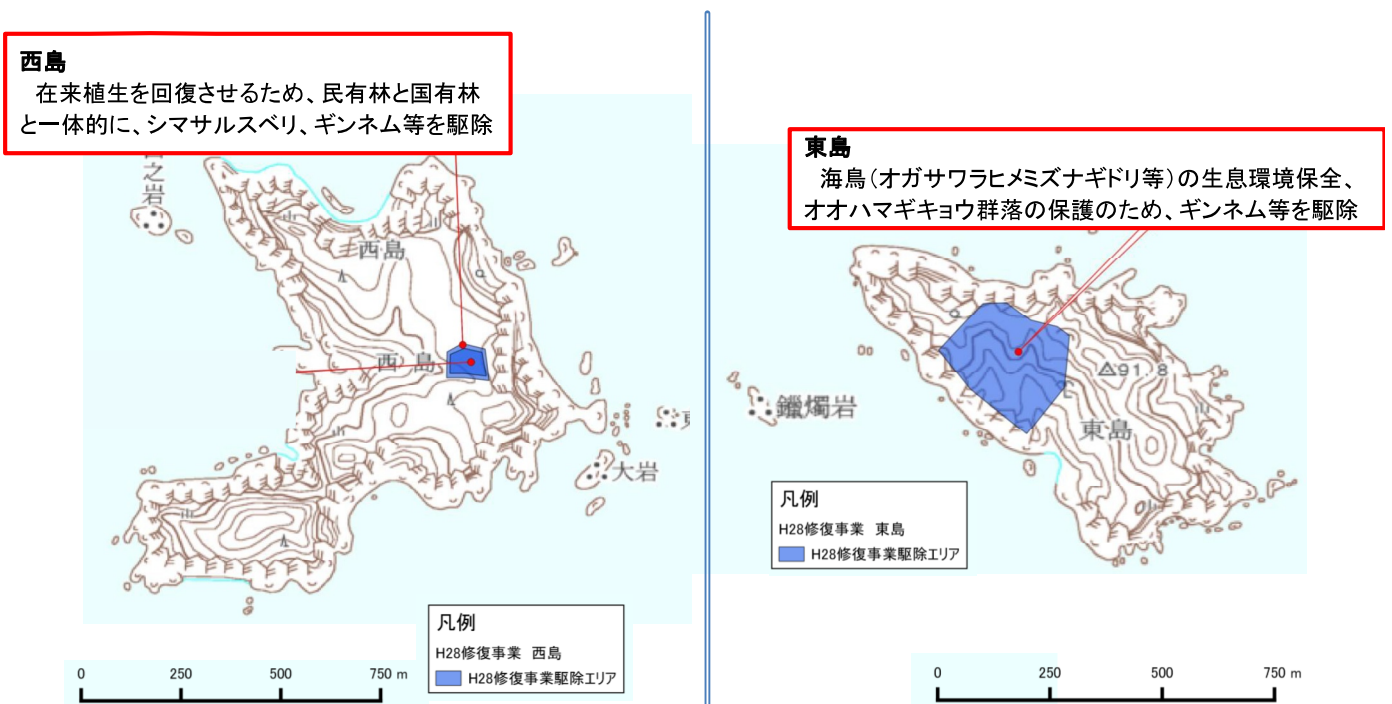 西島
在来植生を回復させるため、民有林と国有林
と一体的に、シマサルスベリ、ギンネム等を駆除
之岩
西島
西島
大岩
凡例
H28修復事業 西島
H28修復事業駆除エリア
0 250 500 750 m
東島
海鳥(オガサワラヒメミズナギドリ等)の生息環境保全、
オオハマギキョウ群落の保護のため、ギンネム等を駆除
91.8
鑞燭岩
東島
凡例
H28修復事業 東島
H28修復事業駆除エリア
0 250 500 750 m